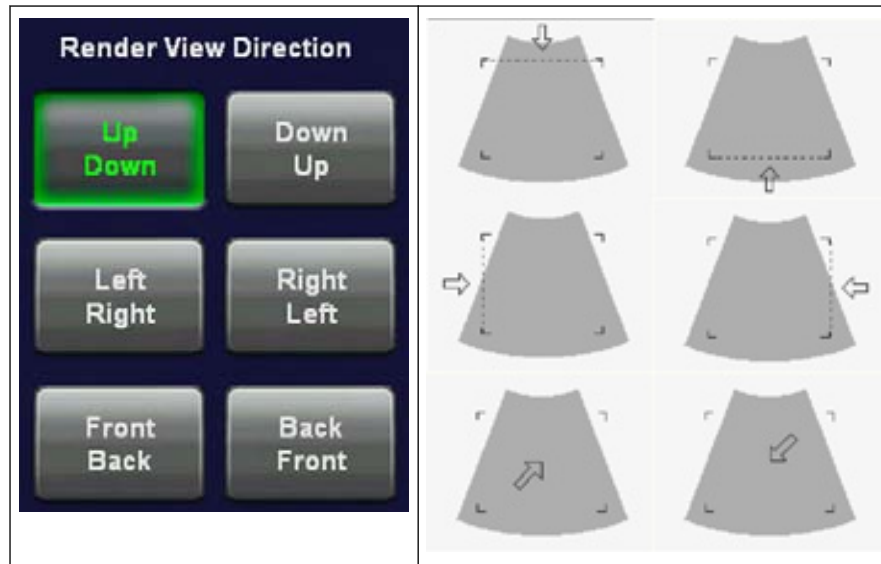 Render View Direction
Up
Down
Down
Up
Left
Right
Right
Left
Front
Back
Back
Front